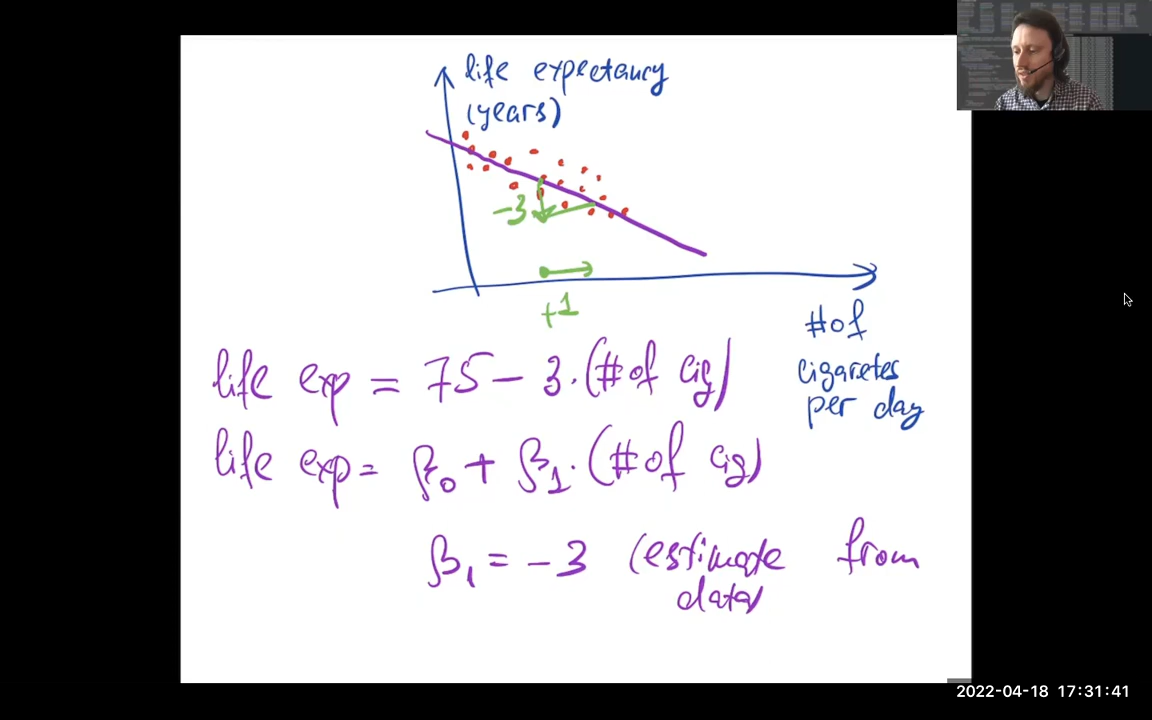 life expectancy
(years)
-3
+1
#of
cigaretes
per day
life exp = 75 - 3·(#of cig)
life exp = β0 + β1·(#of cig)
β1 = -3 (estimate from
data)
2022-04-18 17:31:41